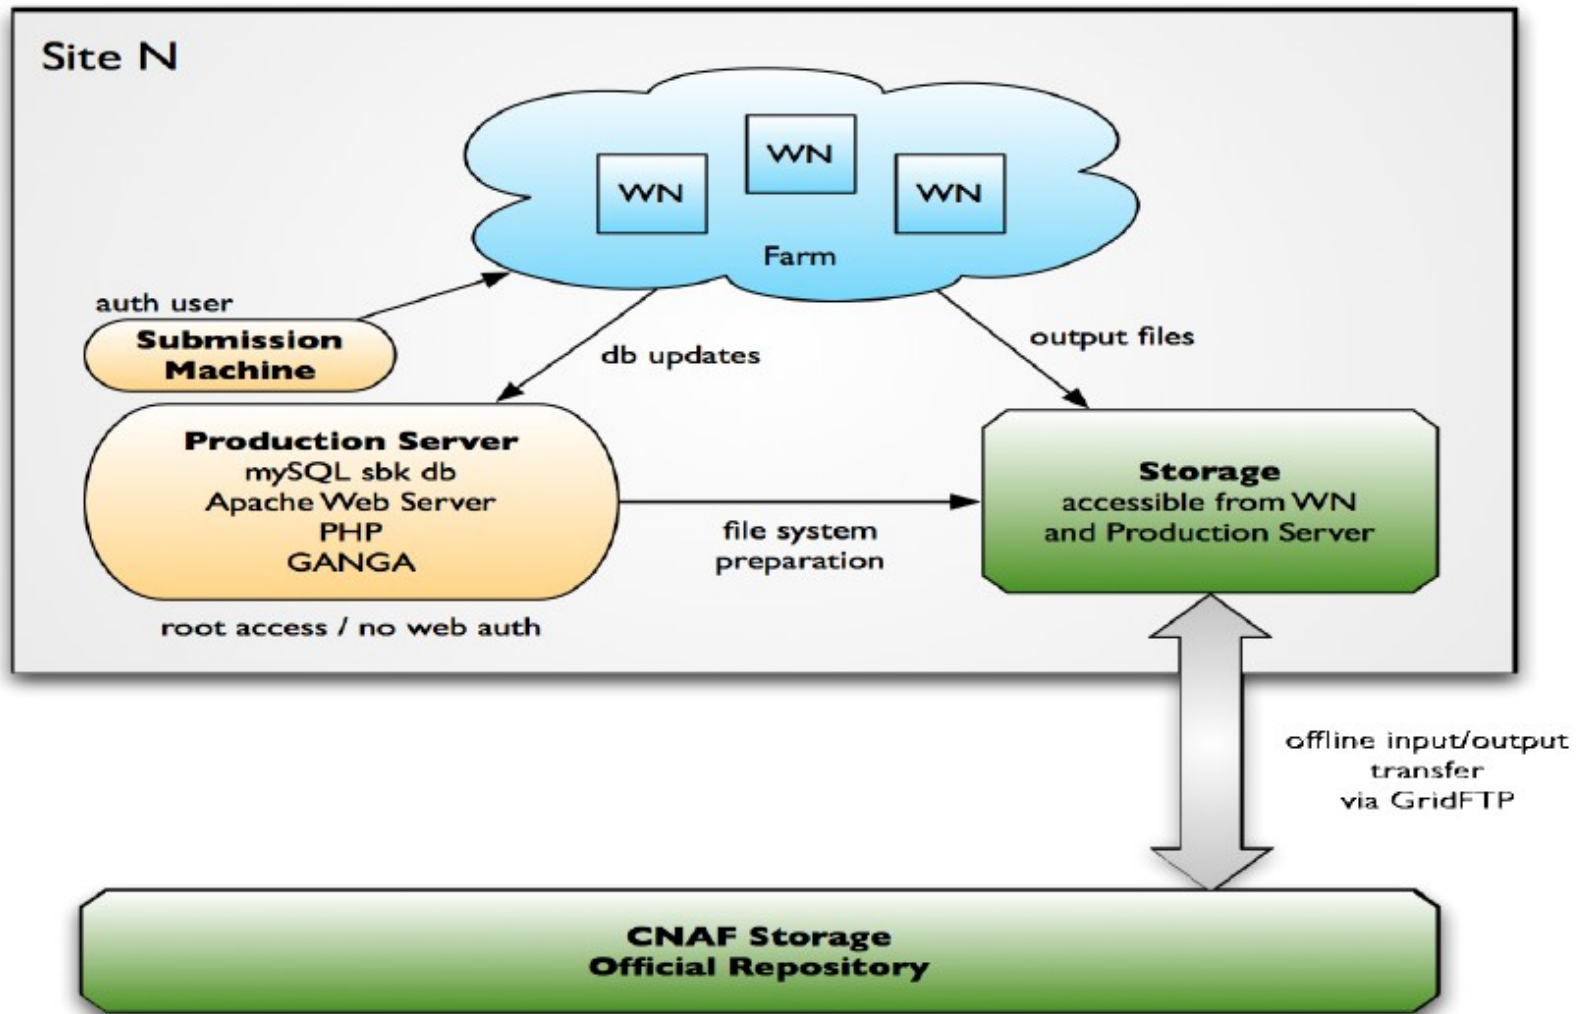 Site N
WN
WN
WN
Farm
auth user
Submission
Machine
db updates
output files
Production Server
mySQL sbk db
Apache Web Server
PHP
GANGA
root access / no web auth
file system
preparation
Storage
accessible from WN
and Production Server
offline input/output
transfer
via GridFTP
CNAF Storage
Official Repository